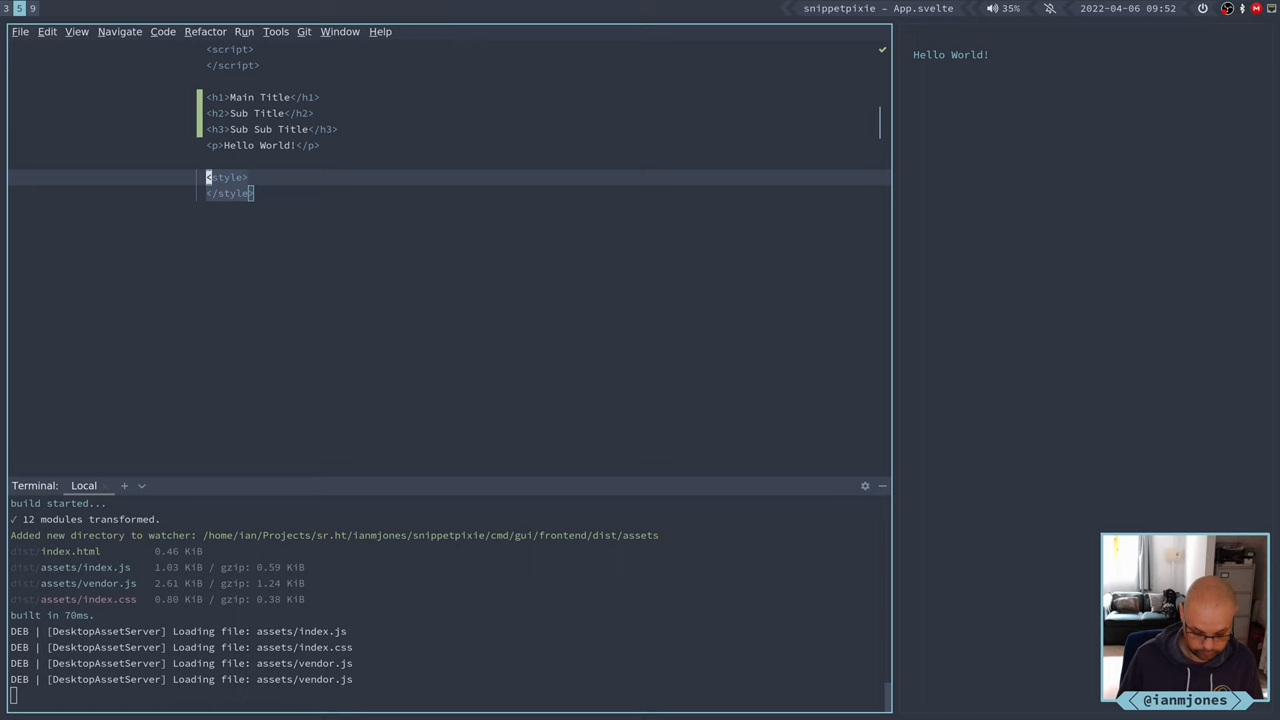 3 5 9
snippetpixie – App.svelte
35%
2022-04-06 09:52
File Edit View Navigate Code Refactor Run Tools Git Window Help
<script>
</script>
<h1>Main Title</h1>
<h2>Sub Title</h2>
<h3>Sub Sub Title</h3>
<p>Hello World!</p>
<style>
</style>
Hello World!
Terminal: Local
build started...
✓ 12 modules transformed.
Added new directory to watcher: /home/ian/Projects/sr.ht/ianmjones/snippetpixie/cmd/gui/frontend/dist/assets
dist/index.html 0.46 KiB
dist/assets/index.js 1.03 KiB / gzip: 0.59 KiB
dist/assets/vendor.js 2.61 KiB / gzip: 1.24 KiB
dist/assets/index.css 0.80 KiB / gzip: 0.38 KiB
built in 70ms.
DEB | [DesktopAssetServer] Loading file: assets/index.js
DEB | [DesktopAssetServer] Loading file: assets/index.css
DEB | [DesktopAssetServer] Loading file: assets/vendor.js
DEB | [DesktopAssetServer] Loading file: assets/vendor.js
@ianmjones